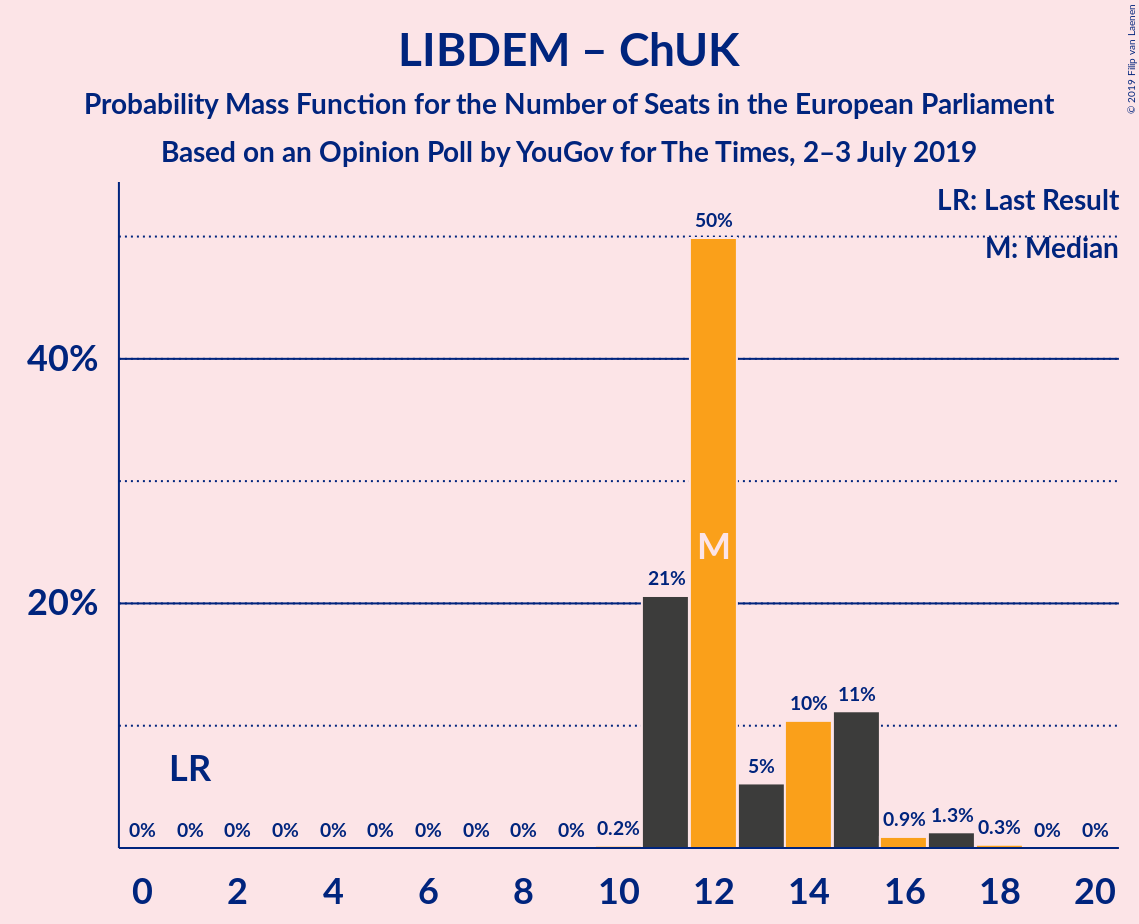 LIBDEM – ChUK
Probability Mass Function for the Number of Seats in the European Parliament
Based on an Opinion Poll by YouGov for The Times, 2–3 July 2019
© 2019 Filip van Laenen
LR: Last Result
M: Median
40%
20%
50%
M
21%
5%
10%
11%
LR
0% 0% 0% 0% 0% 0% 0% 0% 0% 0% 0.2% 0.9% 1.3% 0.3% 0% 0%
0 2 4 6 8 10 12 14 16 18 20